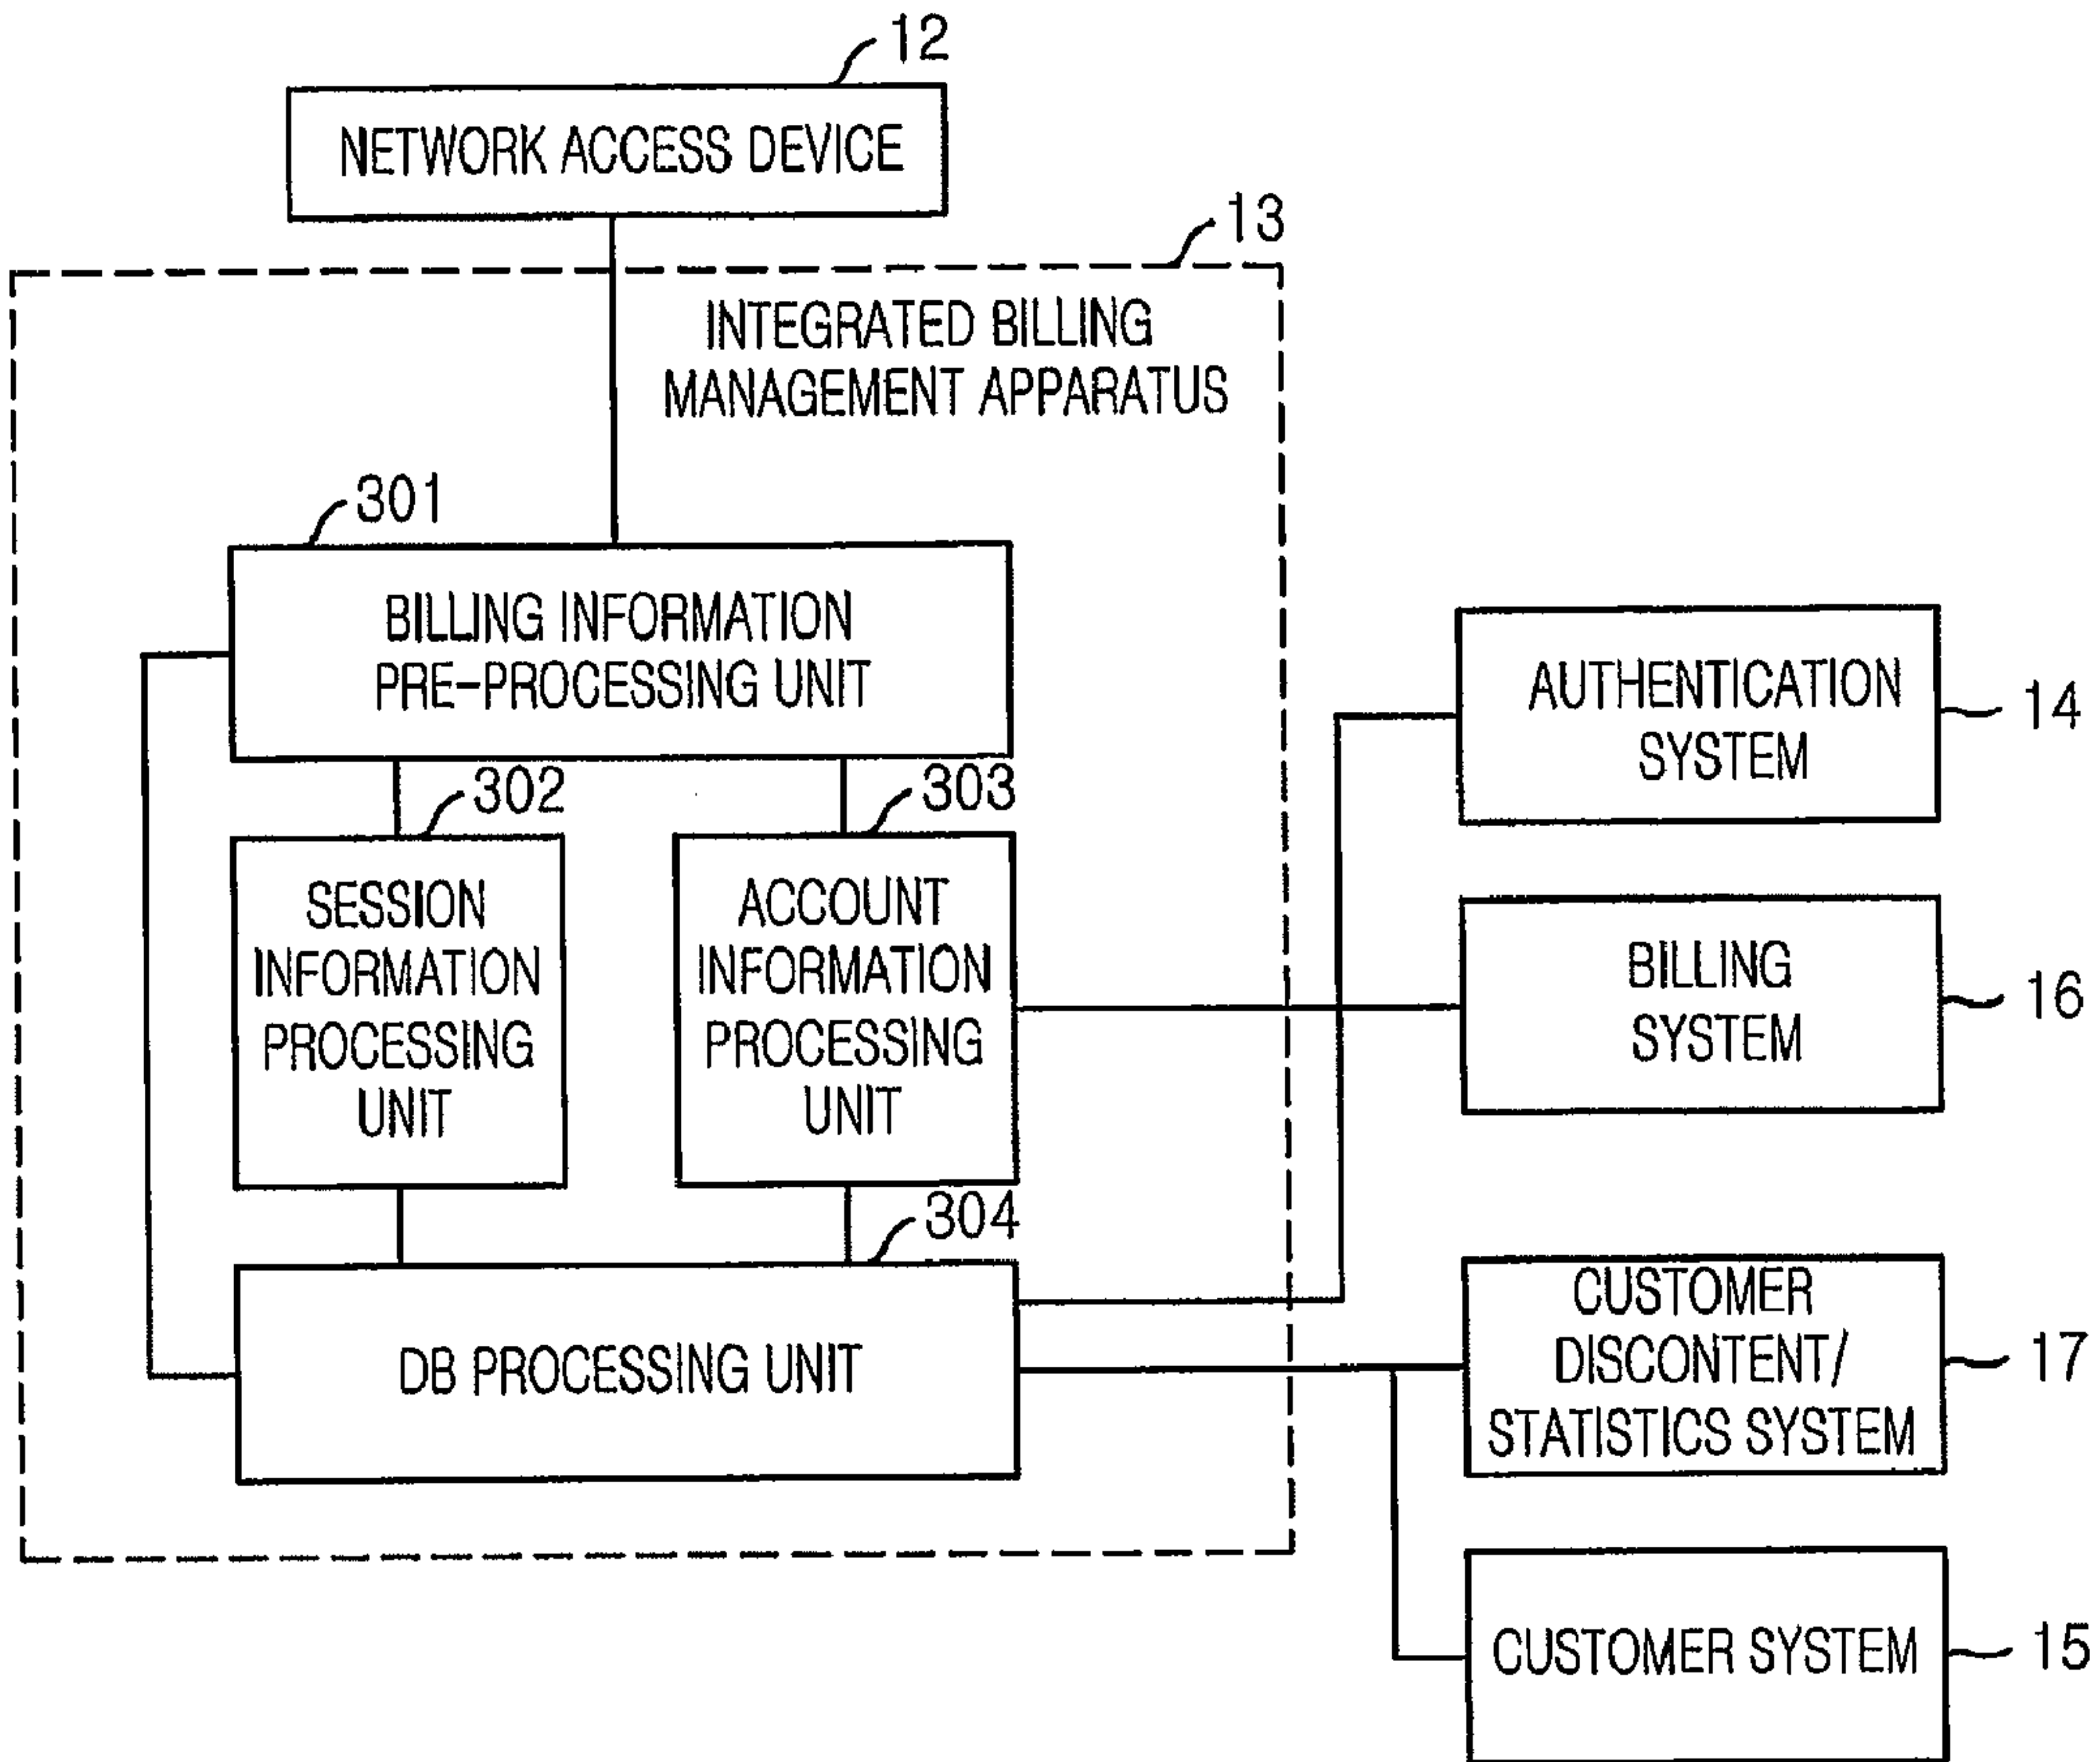 12
NETWORK ACCESS DEVICE
13
INTEGRATED BILLING
MANAGEMENT APPARATUS
301
BILLING INFORMATION
PRE-PROCESSING UNIT
302
SESSION
INFORMATION
PROCESSING
UNIT
303
ACCOUNT
INFORMATION
PROCESSING
UNIT
304
DB PROCESSING UNIT
AUTHENTICATION
SYSTEM
14
BILLING
SYSTEM
16
CUSTOMER
DISCONTENT/
STATISTICS SYSTEM
17
CUSTOMER SYSTEM
15